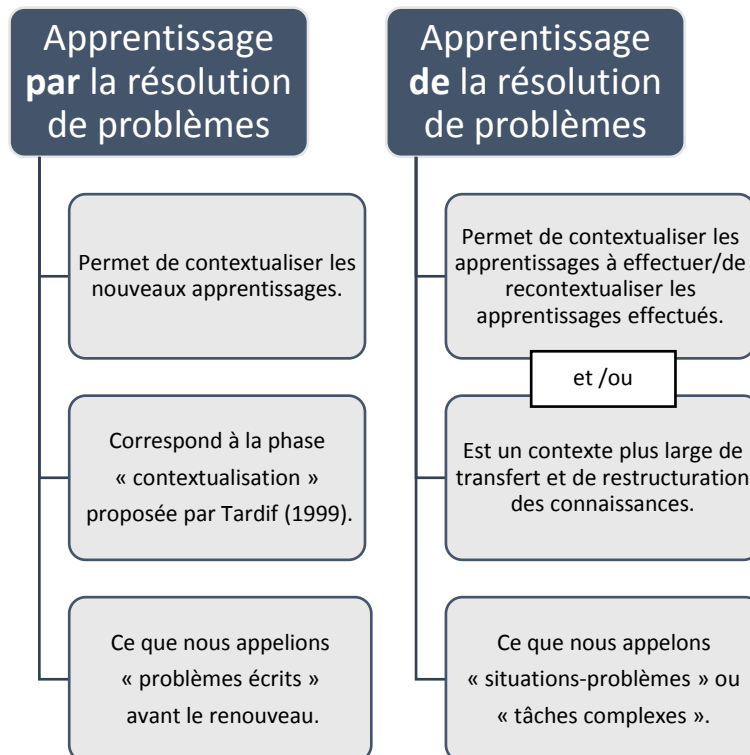 Apprentissage
par la résolution
de problèmes
Permet de contextualiser les
nouveaux apprentissages.
Correspond à la phase
« contextualisation »
proposée par Tardif (1999).
Ce que nous appelions
« problèmes écrits »
avant le renouveau.
Apprentissage
de la résolution
de problèmes
Permet de contextualiser les
apprentissages à effectuer/de
recontextualiser les
apprentissages effectués.
et /ou
Est un contexte plus large de
transfert et de restructuration
des connaissances.
Ce que nous appelons
« situations-problèmes » ou
« tâches complexes ».